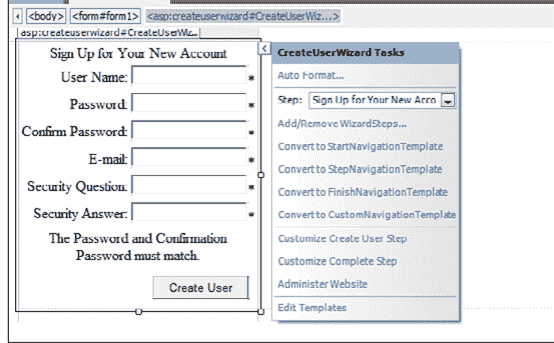 <body> <form#form1> <asp:createuserwizard#CreateUserWiz...>
asp:createuserwizard#CreateUserWiz...
Sign Up for Your New Account
User Name: *
Password: *
Confirm Password: *
E-mail: *
Security Question: *
Security Answer: *
The Password and Confirmation
Password must match.
Create User
CreateUserWizard Tasks
Auto Format...
Step: Sign Up for Your New Acco
Add/Remove WizardSteps...
Convert to StartNavigationTemplate
Convert to StepNavigationTemplate
Convert to FinishNavigationTemplate
Convert to CustomNavigationTemplate
Customize Create User Step
Customize Complete Step
Administer Website
Edit Templates